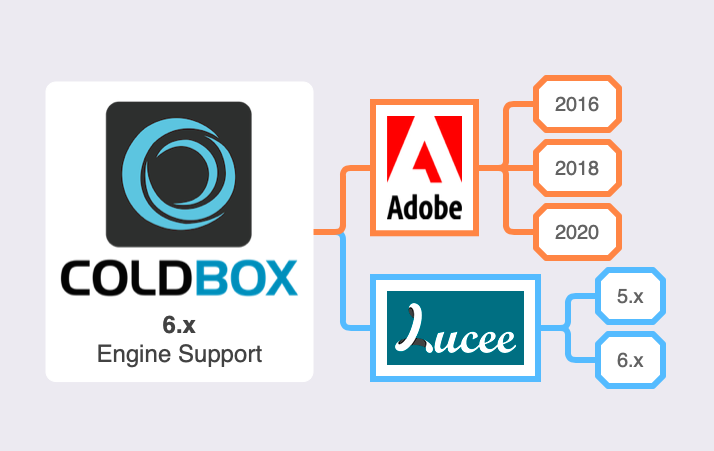 COLDBOX
6.x
Engine Support
Adobe
2016
2018
2020
Lucee
5.x
6.x